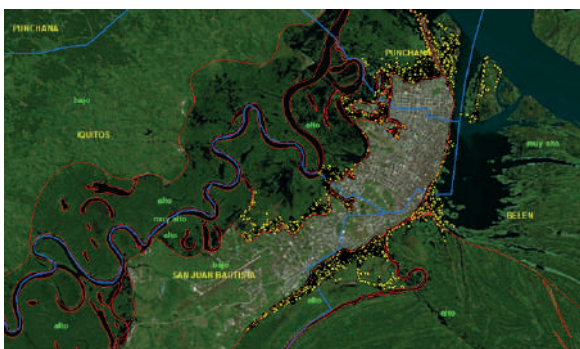 PUNCHANA
PUNCHANA
bajo
alto
IQUITOS
muy alto
alto
muy alto
alto
BELEN
bajo
SAN JUAN BAUTISTA
alto
alto
alto